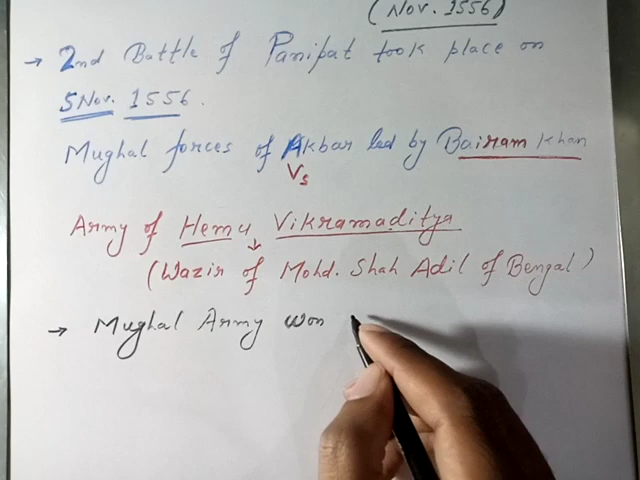 (Nov. 1556)
→ 2nd Battle of Panipat took place on
5 Nov. 1556.
Mughal forces of Akbar led by Bairam Khan
Vs
Army of Hemu Vikramaditya
(Wazir of Mohd. Shah Adil of Bengal)
→ Mughal Army won